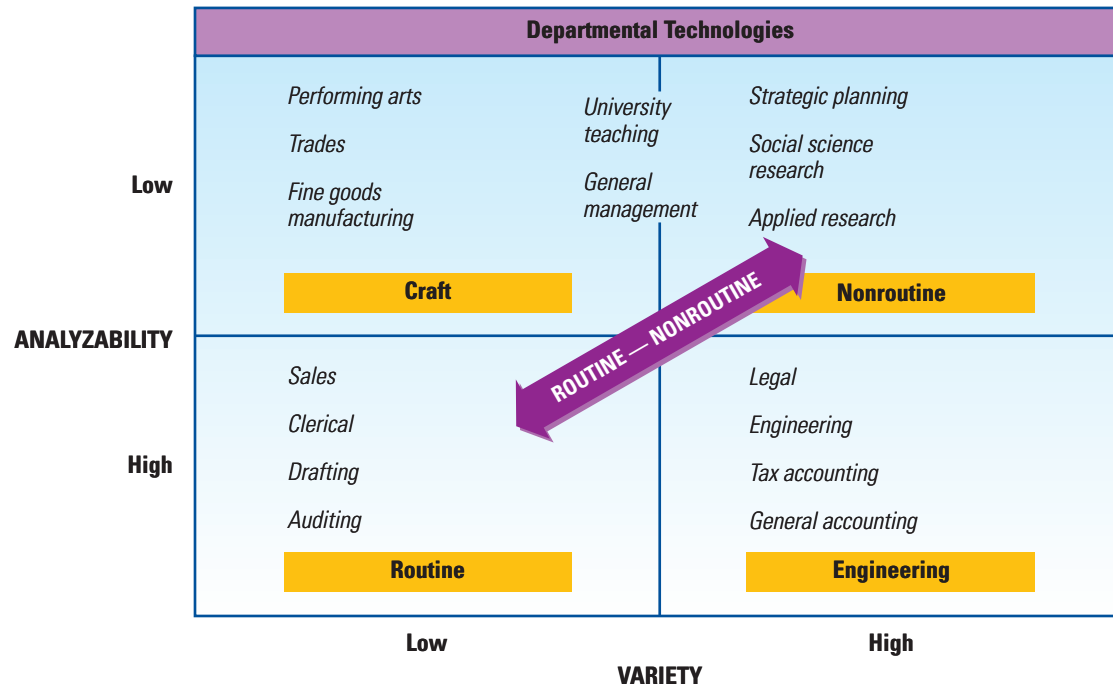 Departmental Technologies
Performing arts
Trades
Fine goods
manufacturing
University
teaching
General
management
Strategic planning
Social science
research
Applied research
Low
Craft
Nonroutine
ANALYZABILITY
ROUTINE — NONROUTINE
Sales
Clerical
Drafting
Auditing
Legal
Engineering
Tax accounting
General accounting
High
Routine
Engineering
Low
High
VARIETY